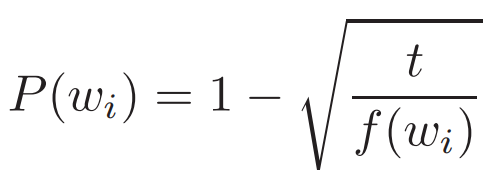 P(w_i) = 1 - \sqrt{\frac{t}{f(w_i)}}